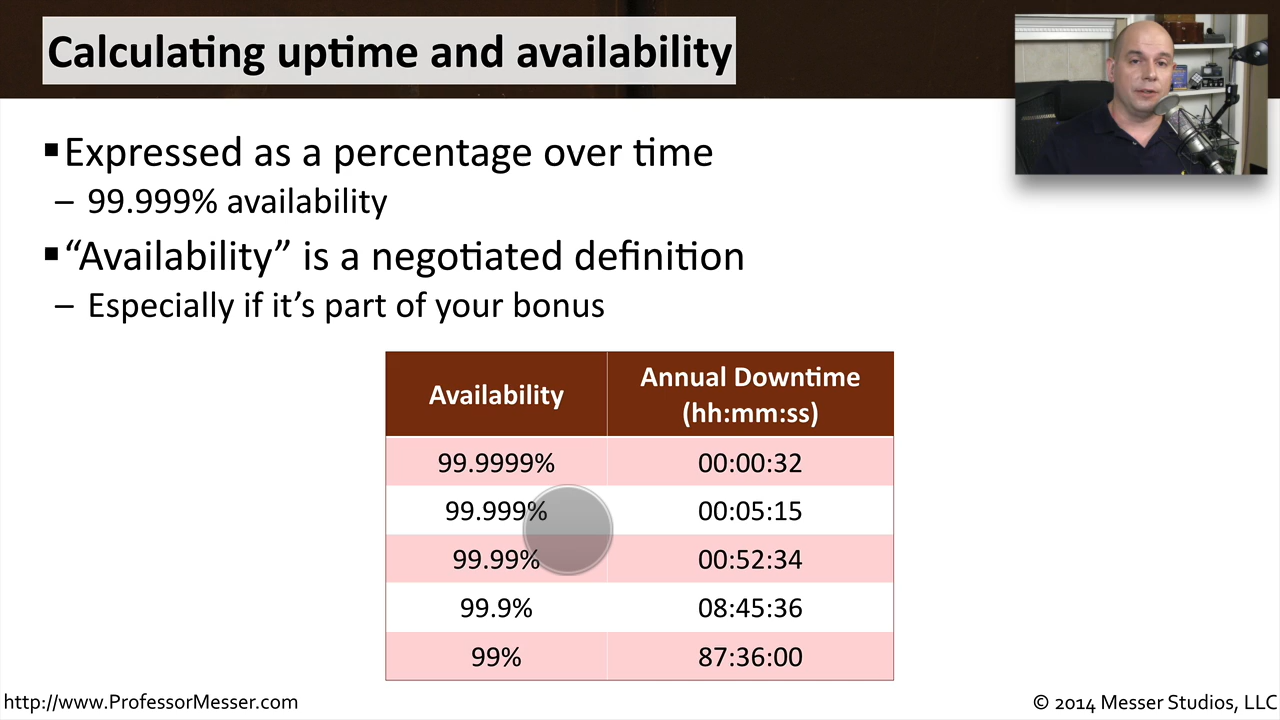 Calculating uptime and availability
▪Expressed as a percentage over time
– 99.999% availability
▪“Availability” is a negotiated definition
– Especially if it’s part of your bonus
Availability Annual Downtime (hh:mm:ss)
99.9999% 00:00:32
99.999% 00:05:15
99.99% 00:52:34
99.9% 08:45:36
99% 87:36:00
http://www.ProfessorMesser.com
© 2014 Messer Studios, LLC